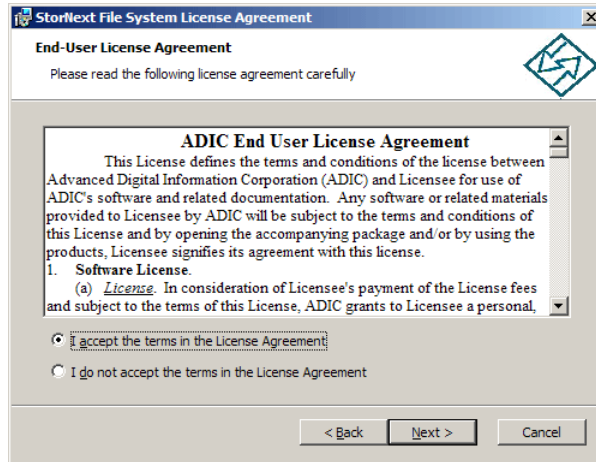 StorNext File System License Agreement
End-User License Agreement
Please read the following license agreement carefully
ADIC End User License Agreement
This License defines the terms and conditions of the license between
Advanced Digital Information Corporation (ADIC) and Licensee for use of
ADIC's software and related documentation. Any software or related materials
provided to Licensee by ADIC will be subject to the terms and conditions of
this License and by opening the accompanying package and/or by using the
products, Licensee signifies its agreement with this license.
1. Software License.
(a) License. In consideration of Licensee's payment of the License fees
and subject to the terms of this License, ADIC grants to Licensee a personal,
I accept the terms in the License Agreement
I do not accept the terms in the License Agreement
< Back Next > Cancel